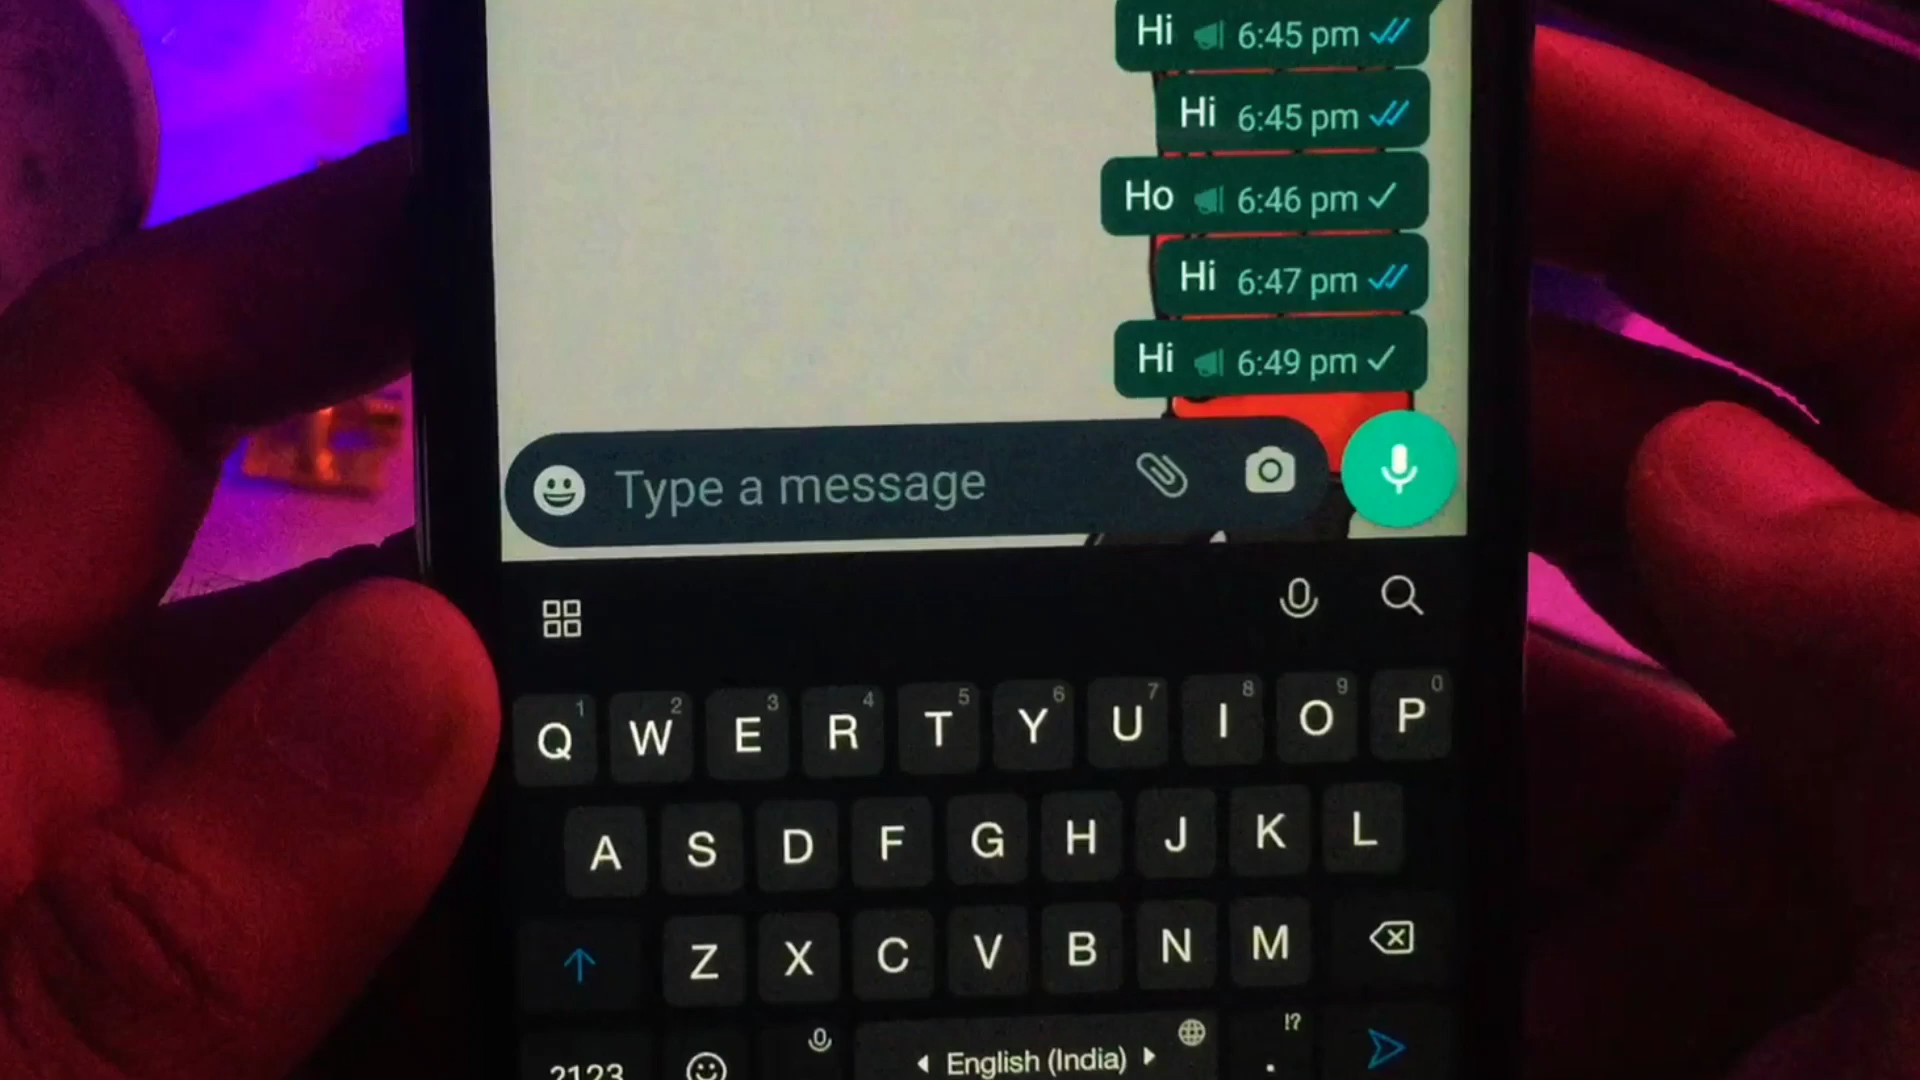 Hi 6:45 pm
Hi 6:45 pm
Ho 6:46 pm
Hi 6:47 pm
Hi 6:49 pm
Type a message
Q 1 W 2 E 3 R 4 T 5 Y 6 U 7 I 8 O 9 P 0
A S D F G H J K L
Z X C V B N M
?123 English (India) . !?